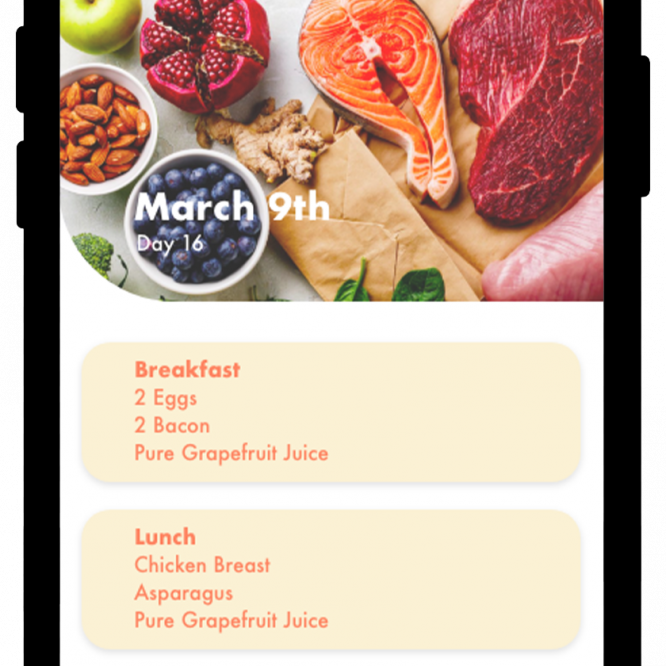 March 9th
Day 16
Breakfast
2 Eggs
2 Bacon
Pure Grapefruit Juice
Lunch
Chicken Breast
Asparagus
Pure Grapefruit Juice